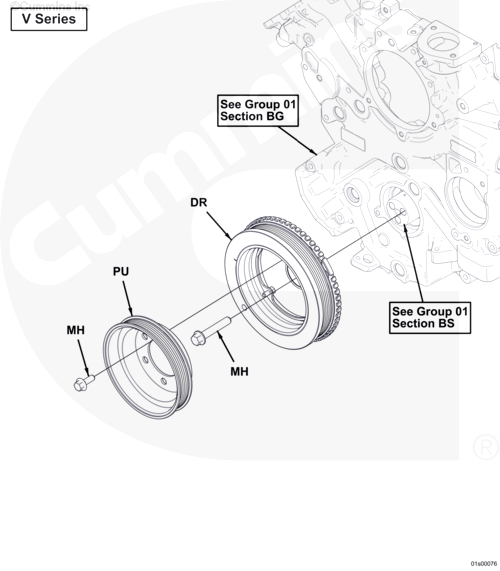 ©Cummins Inc
V Series
See Group 01
Section BG
DR
PU
See Group 01
Section BS
MH
MH
Cummins
®
01s00076